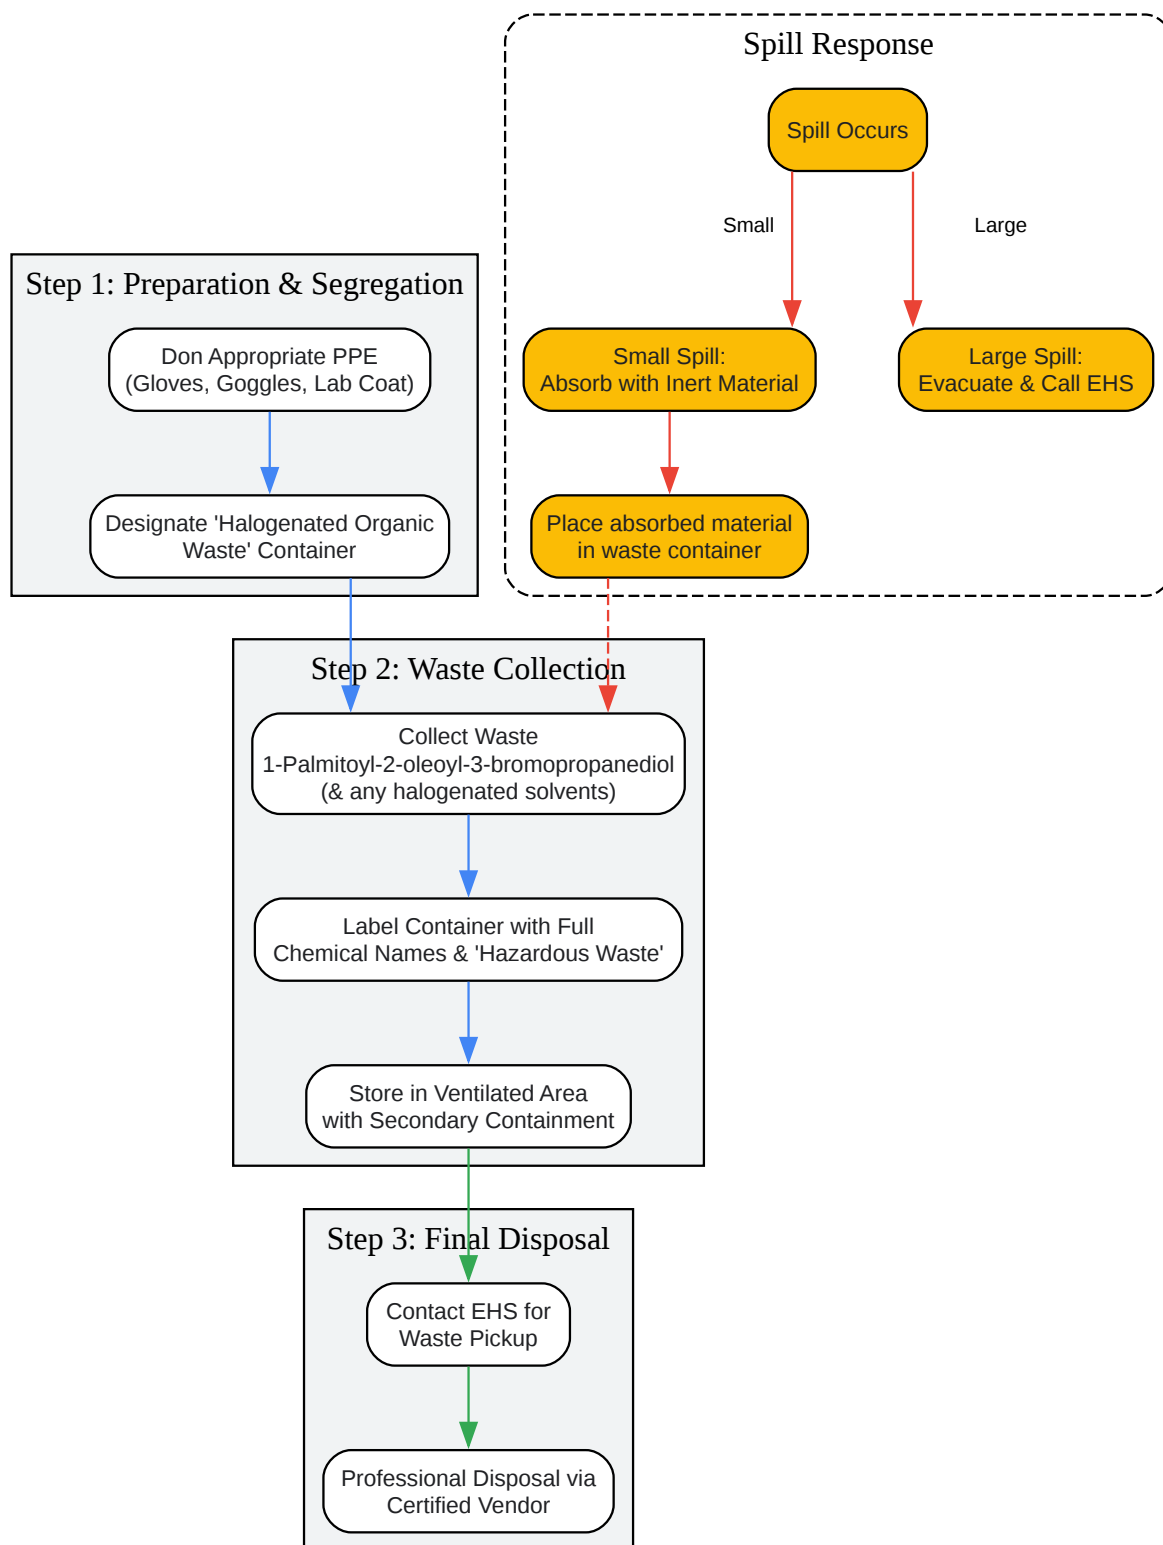 Spill Response
Spill Occurs
Small
Large
Small Spill:
Absorb with Inert Material
Large Spill:
Evacuate & Call EHS
Place absorbed material
in waste container
Step 1: Preparation & Segregation
Don Appropriate PPE
(Gloves, Goggles, Lab Coat)
Designate 'Halogenated Organic
Waste' Container
Step 2: Waste Collection
Collect Waste
1-Palmitoyl-2-oleoyl-3-bromopropanediol
(& any halogenated solvents)
Label Container with Full
Chemical Names & 'Hazardous Waste'
Store in Ventilated Area
with Secondary Containment
Step 3: Final Disposal
Contact EHS for
Waste Pickup
Professional Disposal via
Certified Vendor